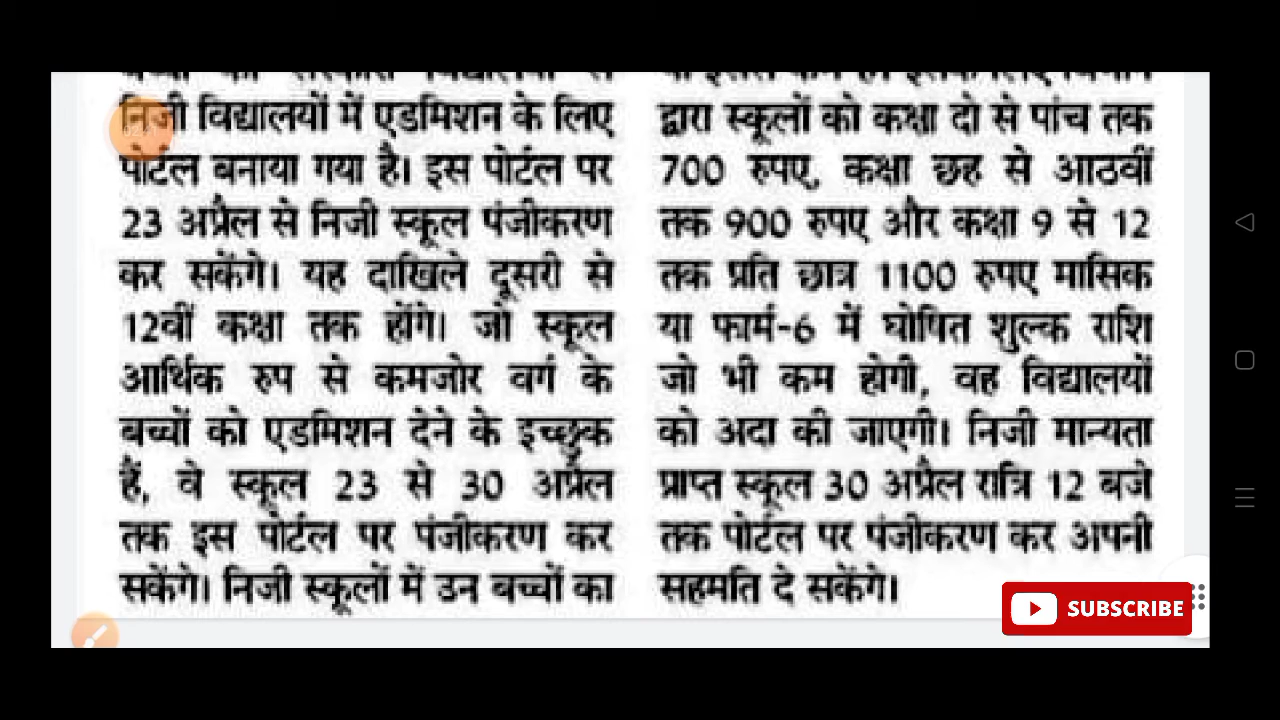 निजी विद्यालयों में एडमिशन के लिए
पोर्टल बनाया गया है। इस पोर्टल पर
23 अप्रैल से निजी स्कूल पंजीकरण
कर सकेंगे। यह दाखिले दूसरी से
12वीं कक्षा तक होंगे। जो स्कूल
आर्थिक रुप से कमजोर वर्ग के
बच्चों को एडमिशन देने के इच्छुक
हैं, वे स्कूल 23 से 30 अप्रैल
तक इस पोर्टल पर पंजीकरण कर
सकेंगे। निजी स्कूलों में उन बच्चों का
द्वारा स्कूलों को कक्षा दो से पांच तक
700 रुपए, कक्षा छह से आठवीं
तक 900 रुपए और कक्षा 9 से 12
तक प्रति छात्र 1100 रुपए मासिक
या फार्म-6 में घोषित शुल्क राशि
जो भी कम होगी, वह विद्यालयों
को अदा की जाएगी। निजी मान्यता
प्राप्त स्कूल 30 अप्रैल रात्रि 12 बजे
तक पोर्टल पर पंजीकरण कर अपनी
सहमति दे सकेंगे।
SUBSCRIBE